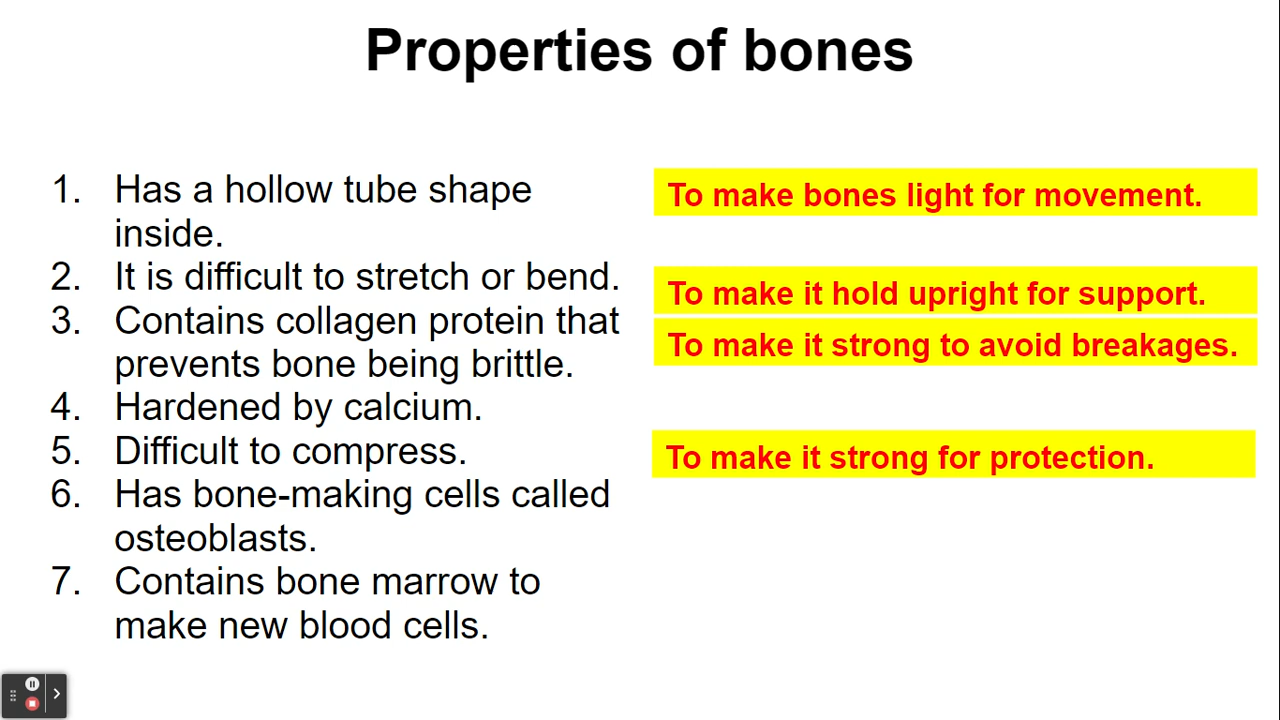 Properties of bones
1. Has a hollow tube shape
inside.
To make bones light for movement.
2. It is difficult to stretch or bend.
To make it hold upright for support.
3. Contains collagen protein that
prevents bone being brittle.
To make it strong to avoid breakages.
4. Hardened by calcium.
5. Difficult to compress.
To make it strong for protection.
6. Has bone-making cells called
osteoblasts.
7. Contains bone marrow to
make new blood cells.